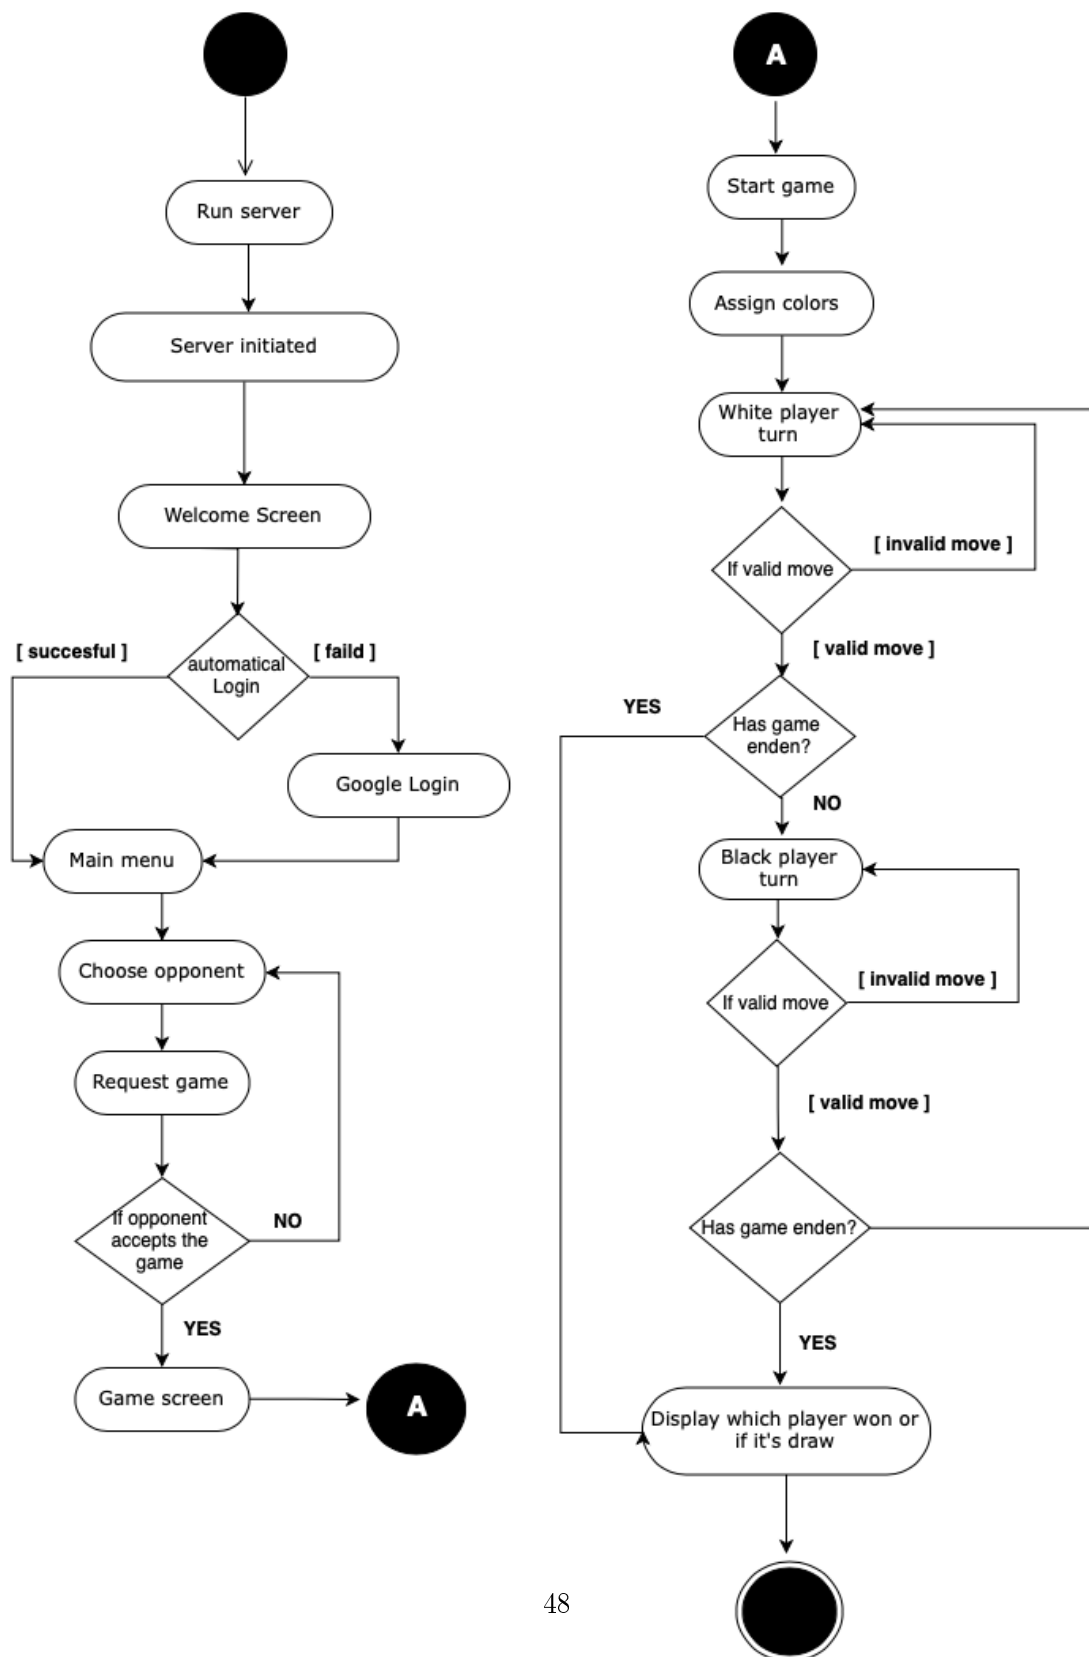 Run server
Server initiated
Welcome Screen
[ succesful ]
automatical
Login
[ faild ]
Google Login
Main menu
Choose opponent
Request game
If opponent
accepts the
game
NO
YES
Game screen
A
A
Start game
Assign colors
White player
turn
If valid move
[ invalid move ]
[ valid move ]
Has game
enden?
YES
NO
Black player
turn
If valid move
[ invalid move ]
[ valid move ]
Has game enden?
YES
Display which player won or
if it's draw
48